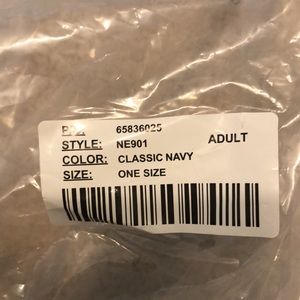 65836025
STYLE: NE901 ADULT
COLOR: CLASSIC NAVY
SIZE: ONE SIZE